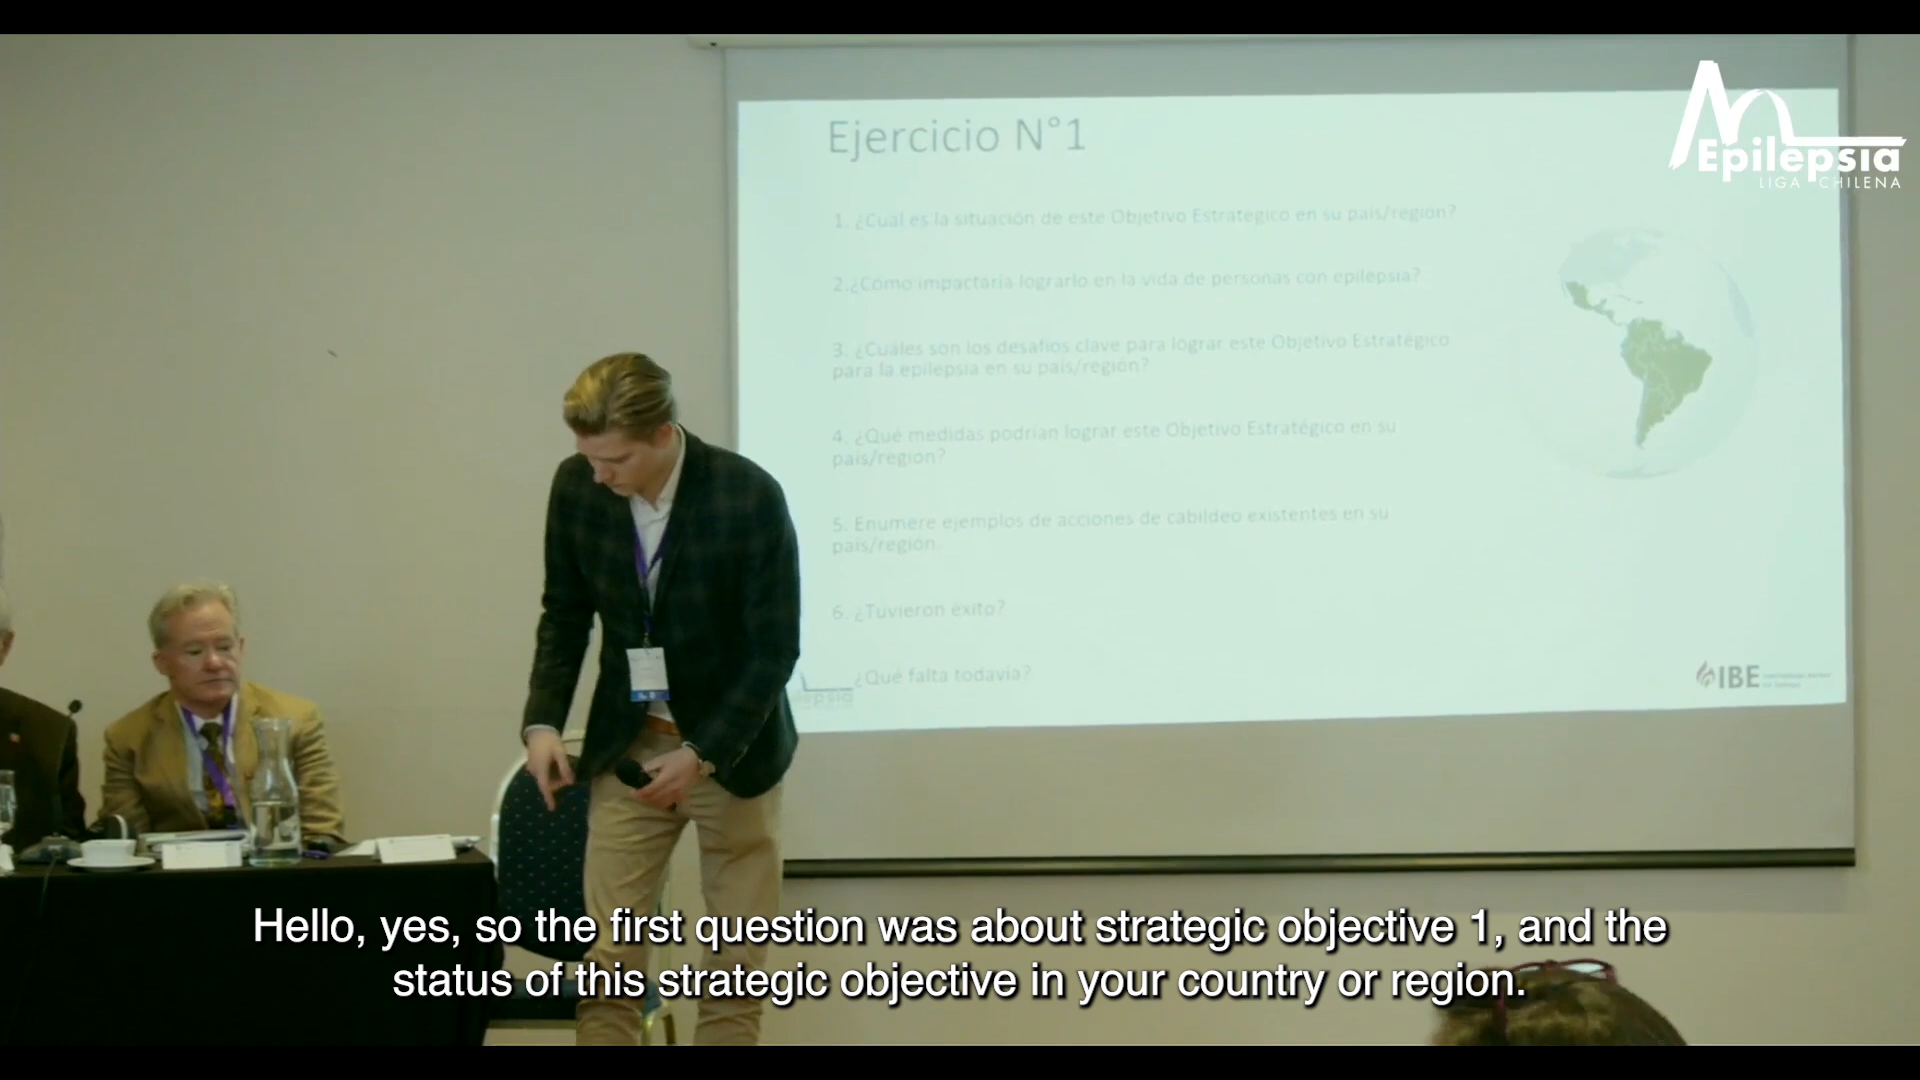 Epilepsia
LIGA CHILENA
Ejercicio N°1
1. ¿Cuál es la situación de este Objetivo Estratégico en su país/región?
2.¿Cómo impactaría lograrlo en la vida de personas con epilepsia?
3. ¿Cuáles son los desafíos clave para lograr este Objetivo Estratégico
para la epilepsia en su país/región?
4. ¿Qué medidas podrían lograr este Objetivo Estratégico en su
país/región?
5. Enumere ejemplos de acciones de cabildeo existentes en su
país/región.
6. ¿Tuvieron éxito?
¿Qué falta todavía?
IBE
Hello, yes, so the first question was about strategic objective 1, and the
status of this strategic objective in your country or region.